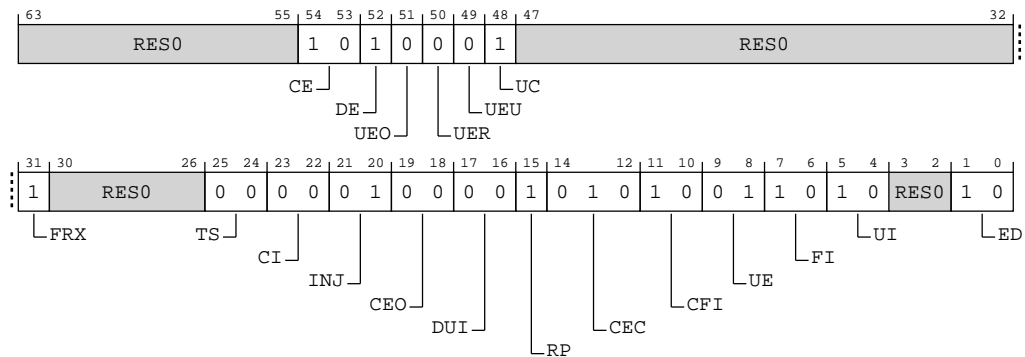 63 55 54 53 52 51 50 49 48 47 32
RES0 1 0 1 0 0 0 1 RES0
CE UC
DE UEU
UEO UER
31 30 26 25 24 23 22 21 20 19 18 17 16 15 14 12 11 10 9 8 7 6 5 4 3 2 1 0
1 RES0 0 0 0 0 0 1 0 0 0 0 1 0 1 0 1 0 0 1 1 0 1 0 RES0 1 0
FRX TS UI ED
CI FI
INJ UE
CEO CFI
DUI CEC
RP